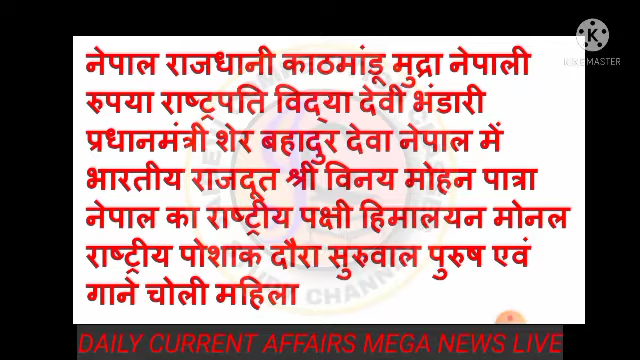 नेपाल राजधानी काठमांडू मुद्रा नेपाली
रुपया राष्ट्रपति विद्या देवी भंडारी
प्रधानमंत्री शेर बहादुर देवा नेपाल में
भारतीय राजदूत श्री विनय मोहन पात्रा
नेपाल का राष्ट्रीय पक्षी हिमालयन मोनल
राष्ट्रीय पोशाक दौरा सुरुवाल पुरुष एवं
गाने चोली महिला
DAILY CURRENT AFFAIRS MEGA NEWS LIVE
KINEMASTER